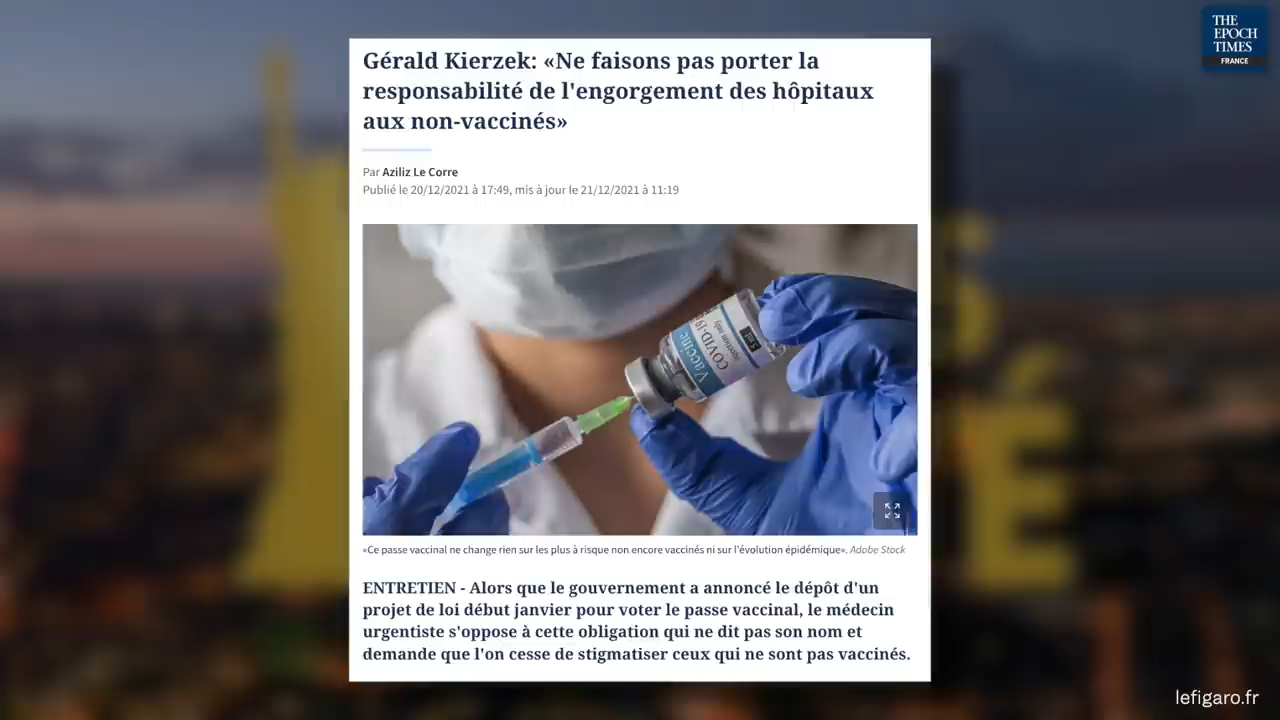 THE
EPOCH
TIMES
FRANCE
Gérald Kierzek: «Ne faisons pas porter la
responsabilité de l'engorgement des hôpitaux
aux non-vaccinés»
Par Aziliz Le Corre
Publié le 20/12/2021 à 17:49, mis à jour le 21/12/2021 à 11:19
Vaccine
COVID-19
Injection only
5 ml
«Ce passe vaccinal ne change rien sur les plus à risque non encore vaccinés ni sur l'évolution épidémique». Adobe Stock
ENTRETIEN - Alors que le gouvernement a annoncé le dépôt d'un
projet de loi début janvier pour voter le passe vaccinal, le médecin
urgentiste s'oppose à cette obligation qui ne dit pas son nom et
demande que l'on cesse de stigmatiser ceux qui ne sont pas vaccinés.
lefigaro.fr